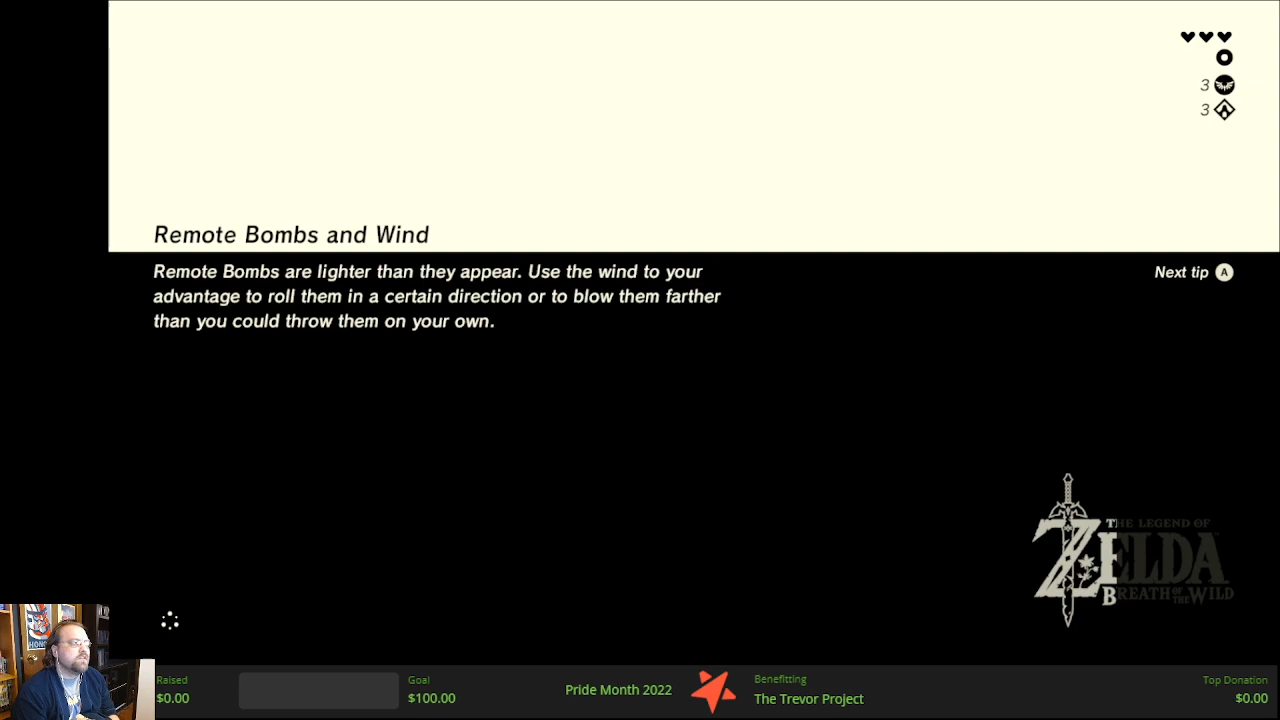 3
3
Remote Bombs and Wind
Remote Bombs are lighter than they appear. Use the wind to your
advantage to roll them in a certain direction or to blow them farther
than you could throw them on your own.
Next tip A
THE LEGEND OF
ZELDA
BREATH OF THE WILD
HONO
Raised
$0.00
Goal
$100.00
Pride Month 2022
Benefitting
The Trevor Project
Top Donation
$0.00